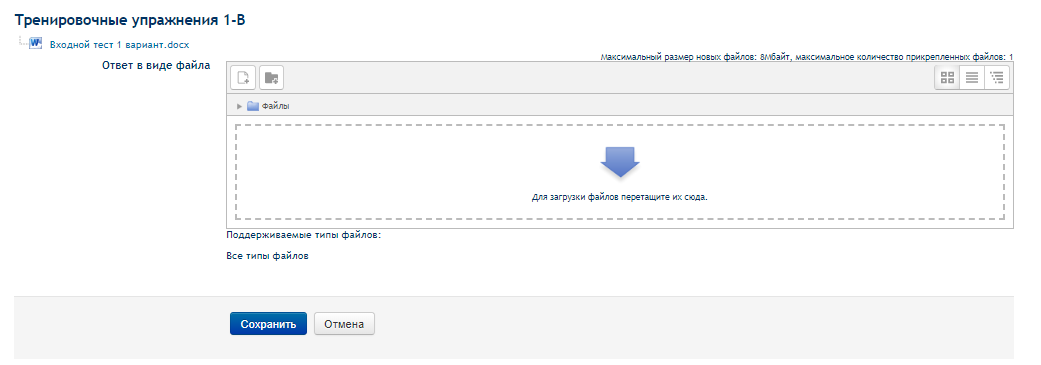 Тренировочные упражнения 1-В
Входной тест 1 вариант.docx
Максимальный размер новых файлов: 8Мбайт, максимальное количество прикрепленных файлов: 1
Ответ в виде файла
Файлы
Для загрузки файлов перетащите их сюда.
Поддерживаемые типы файлов:
Все типы файлов
Сохранить
Отмена